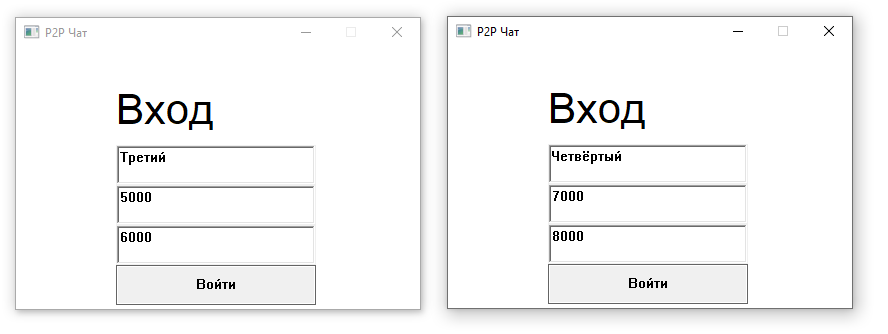 P2P Чат
Вход
Третий
5000
6000
Войти
P2P Чат
Вход
Четвёртый
7000
8000
Войти